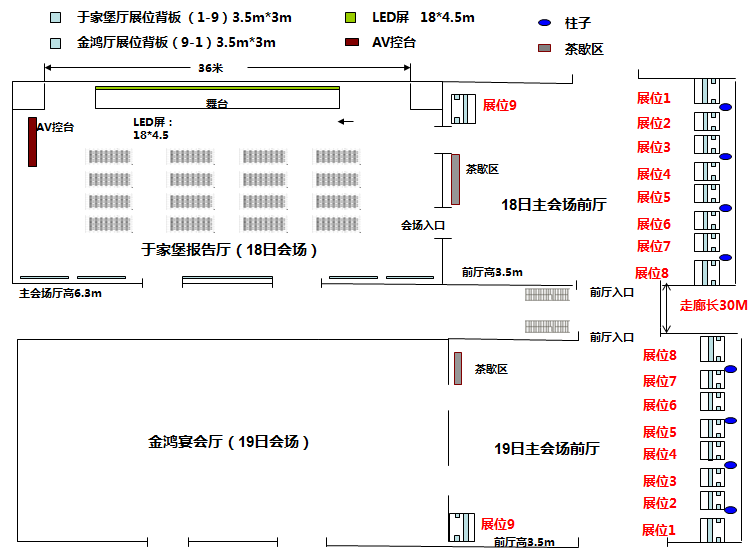 于家堡厅展位背板（1-9）3.5m*3m
LED屏 18*4.5m
柱子
金鸿厅展位背板（9-1）3.5m*3m
AV控台
茶歇区
36米
舞台
AV控台
LED屏：
18*4.5
展位9
展位1
展位2
展位3
展位4
展位5
展位6
展位7
展位8
茶歇区
18日主会场前厅
会场入口
于家堡报告厅（18日会场）
前厅高3.5m
主会场厅高6.3m
前厅入口
走廊长30M
前厅入口
展位8
展位7
展位6
展位5
展位4
展位3
展位2
展位1
茶歇区
金鸿宴会厅（19日会场）
19日主会场前厅
展位9
前厅高3.5m